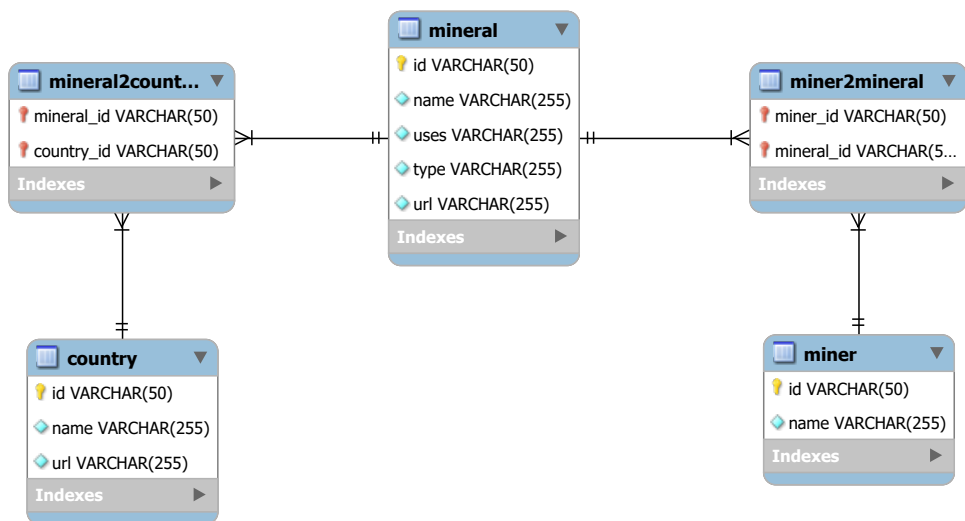 mineral
id VARCHAR(50)
name VARCHAR(255)
uses VARCHAR(255)
type VARCHAR(255)
url VARCHAR(255)
Indexes
mineral2count...
mineral_id VARCHAR(50)
country_id VARCHAR(50)
Indexes
miner2mineral
miner_id VARCHAR(50)
mineral_id VARCHAR(5...
Indexes
country
id VARCHAR(50)
name VARCHAR(255)
url VARCHAR(255)
Indexes
miner
id VARCHAR(50)
name VARCHAR(255)
Indexes